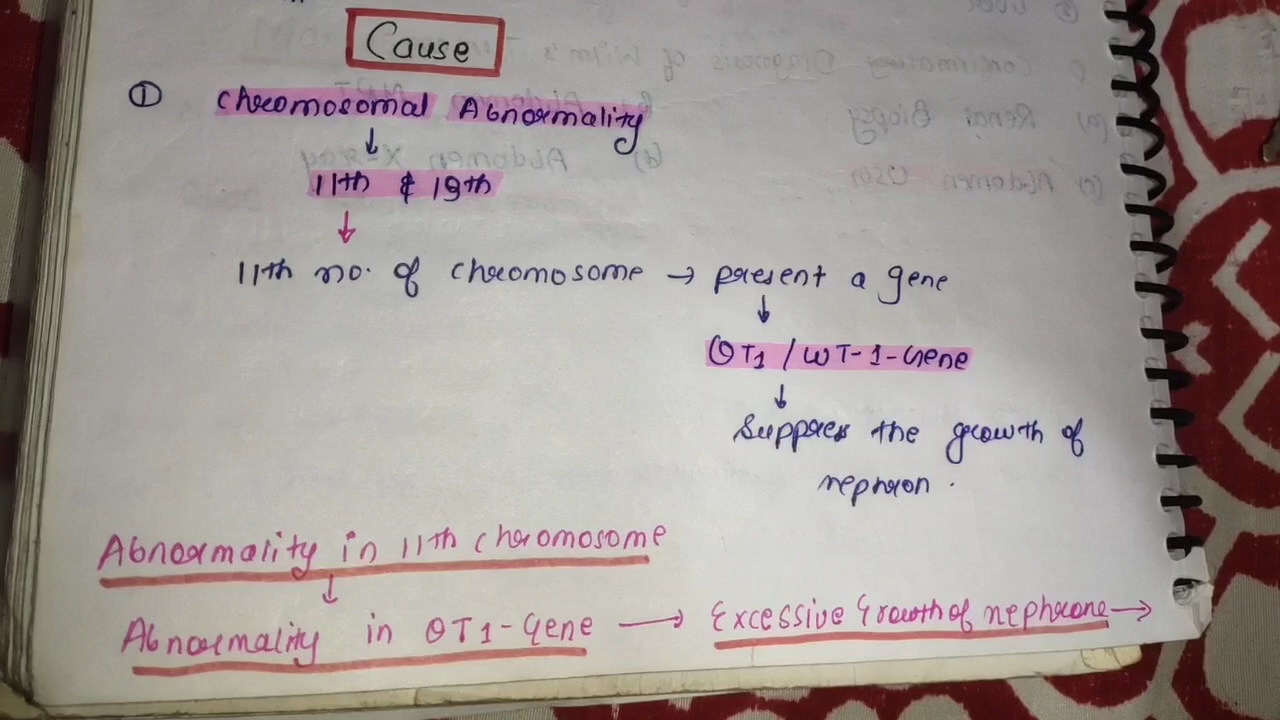 Cause
① Chromosomal Abnormality
↓
11th & 19th
↓
11th no. of chromosome → present a gene
↓
OT1 / WT-1-Gene
↓
Suppress the growth of
nephron.
Abnormality in 11th chromosome
↓
Abnormality in OT1-Gene → Excessive Growth of nephrone →